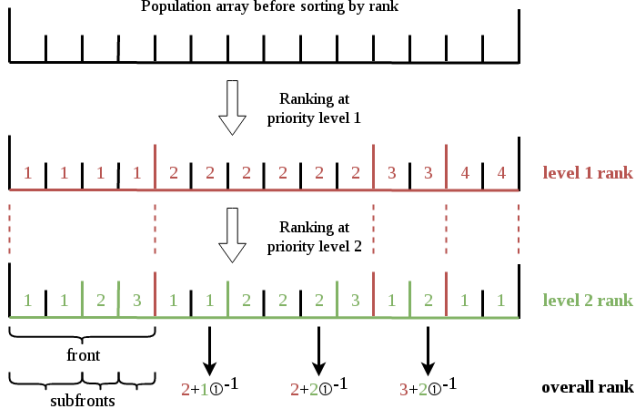 Population array before sorting by rank
Ranking at
priority level 1
1 1 1 1 2 2 2 2 2 2 3 3 4 4 level 1 rank
Ranking at
priority level 2
1 1 2 3 1 1 2 2 2 3 1 2 1 1 level 2 rank
front
2+1①⁻¹ 2+2①⁻¹ 3+2①⁻¹ overall rank
subfronts